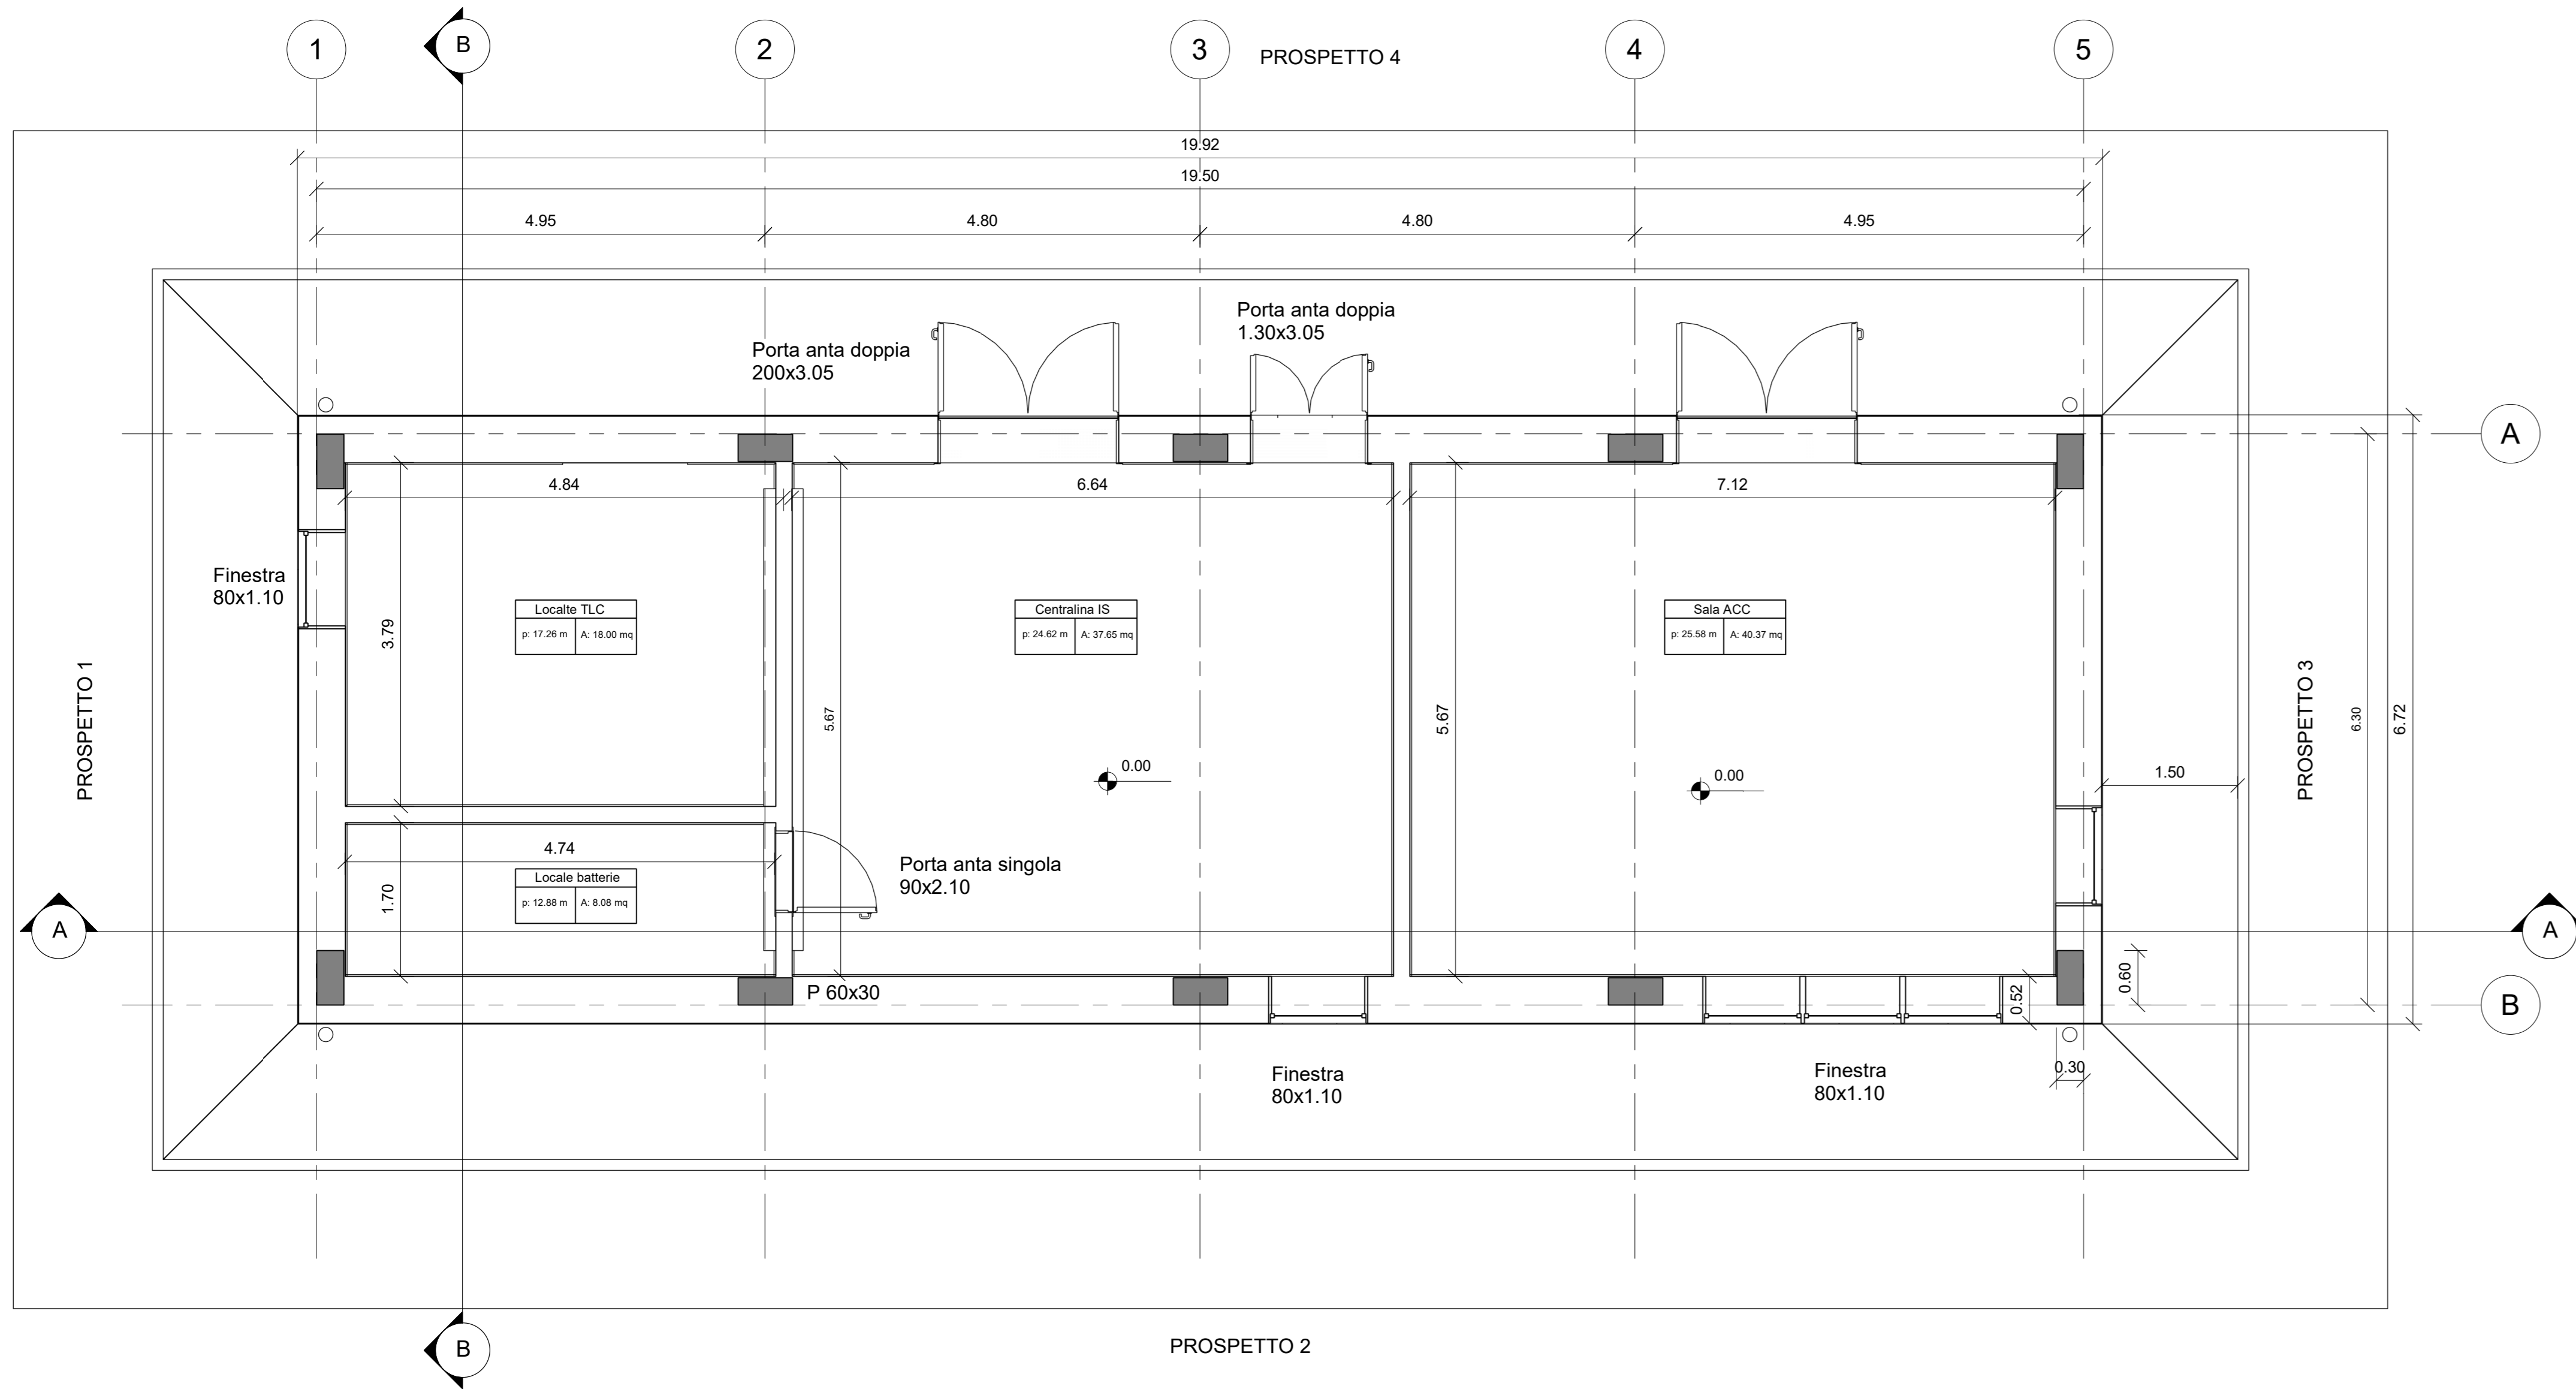 1
B
2
3
PROSPETTO 4
4
5
19.92
19.50
4.95
4.80
4.80
4.95
Porta anta doppia
1.30x3.05
Porta anta doppia
200x3.05
A
4.84
6.64
7.12
Finestra
80x1.10
Localte TLC
p: 17.26 m
A: 18.00 mq
Centralina IS
p: 24.62 m
A: 37.65 mq
Sala ACC
p: 25.58 m
A: 40.37 mq
3.79
PROSPETTO 1
5.67
5.67
PROSPETTO 3
6.30
6.72
0.00
0.00
1.50
4.74
Porta anta singola
90x2.10
Locale batterie
p: 12.88 m
A: 8.08 mq
1.70
A
A
P 60x30
0.52
0.60
B
Finestra
80x1.10
Finestra
80x1.10
0.30
B
PROSPETTO 2